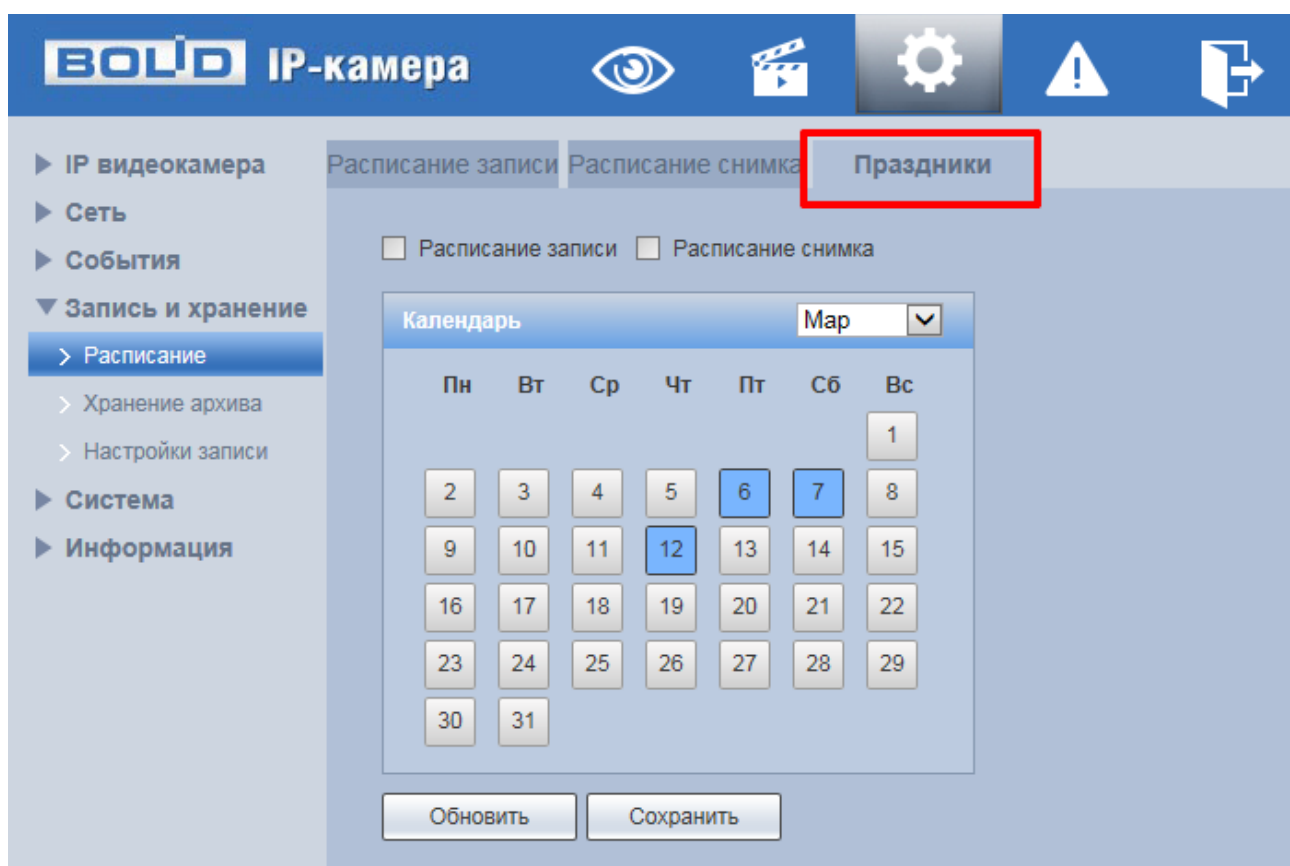 BOLID IP-камера
IP видеокамера
Сеть
События
Запись и хранение
Расписание
Хранение архива
Настройки записи
Система
Информация
Расписание записи Расписание снимка Праздники
Расписание записи Расписание снимка
Календарь Мар
Пн Вт Ср Чт Пт Сб Вс
1
2 3 4 5 6 7 8
9 10 11 12 13 14 15
16 17 18 19 20 21 22
23 24 25 26 27 28 29
30 31
Обновить Сохранить